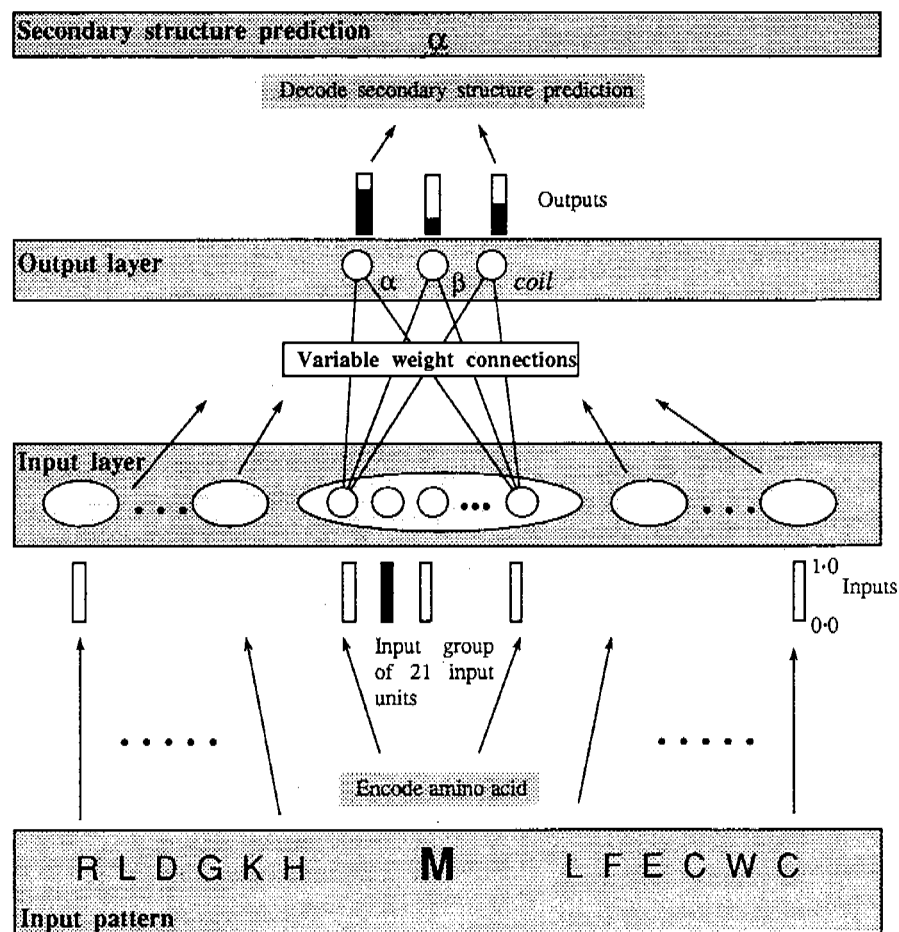 Secondary structure prediction α
Decode secondary structure prediction
Outputs
Output layer
α β coil
Variable weight connections
Input layer
1·0
Inputs
0·0
Input group
of 21 input
units
Encode amino acid
R L D G K H M L F E C W C
Input pattern